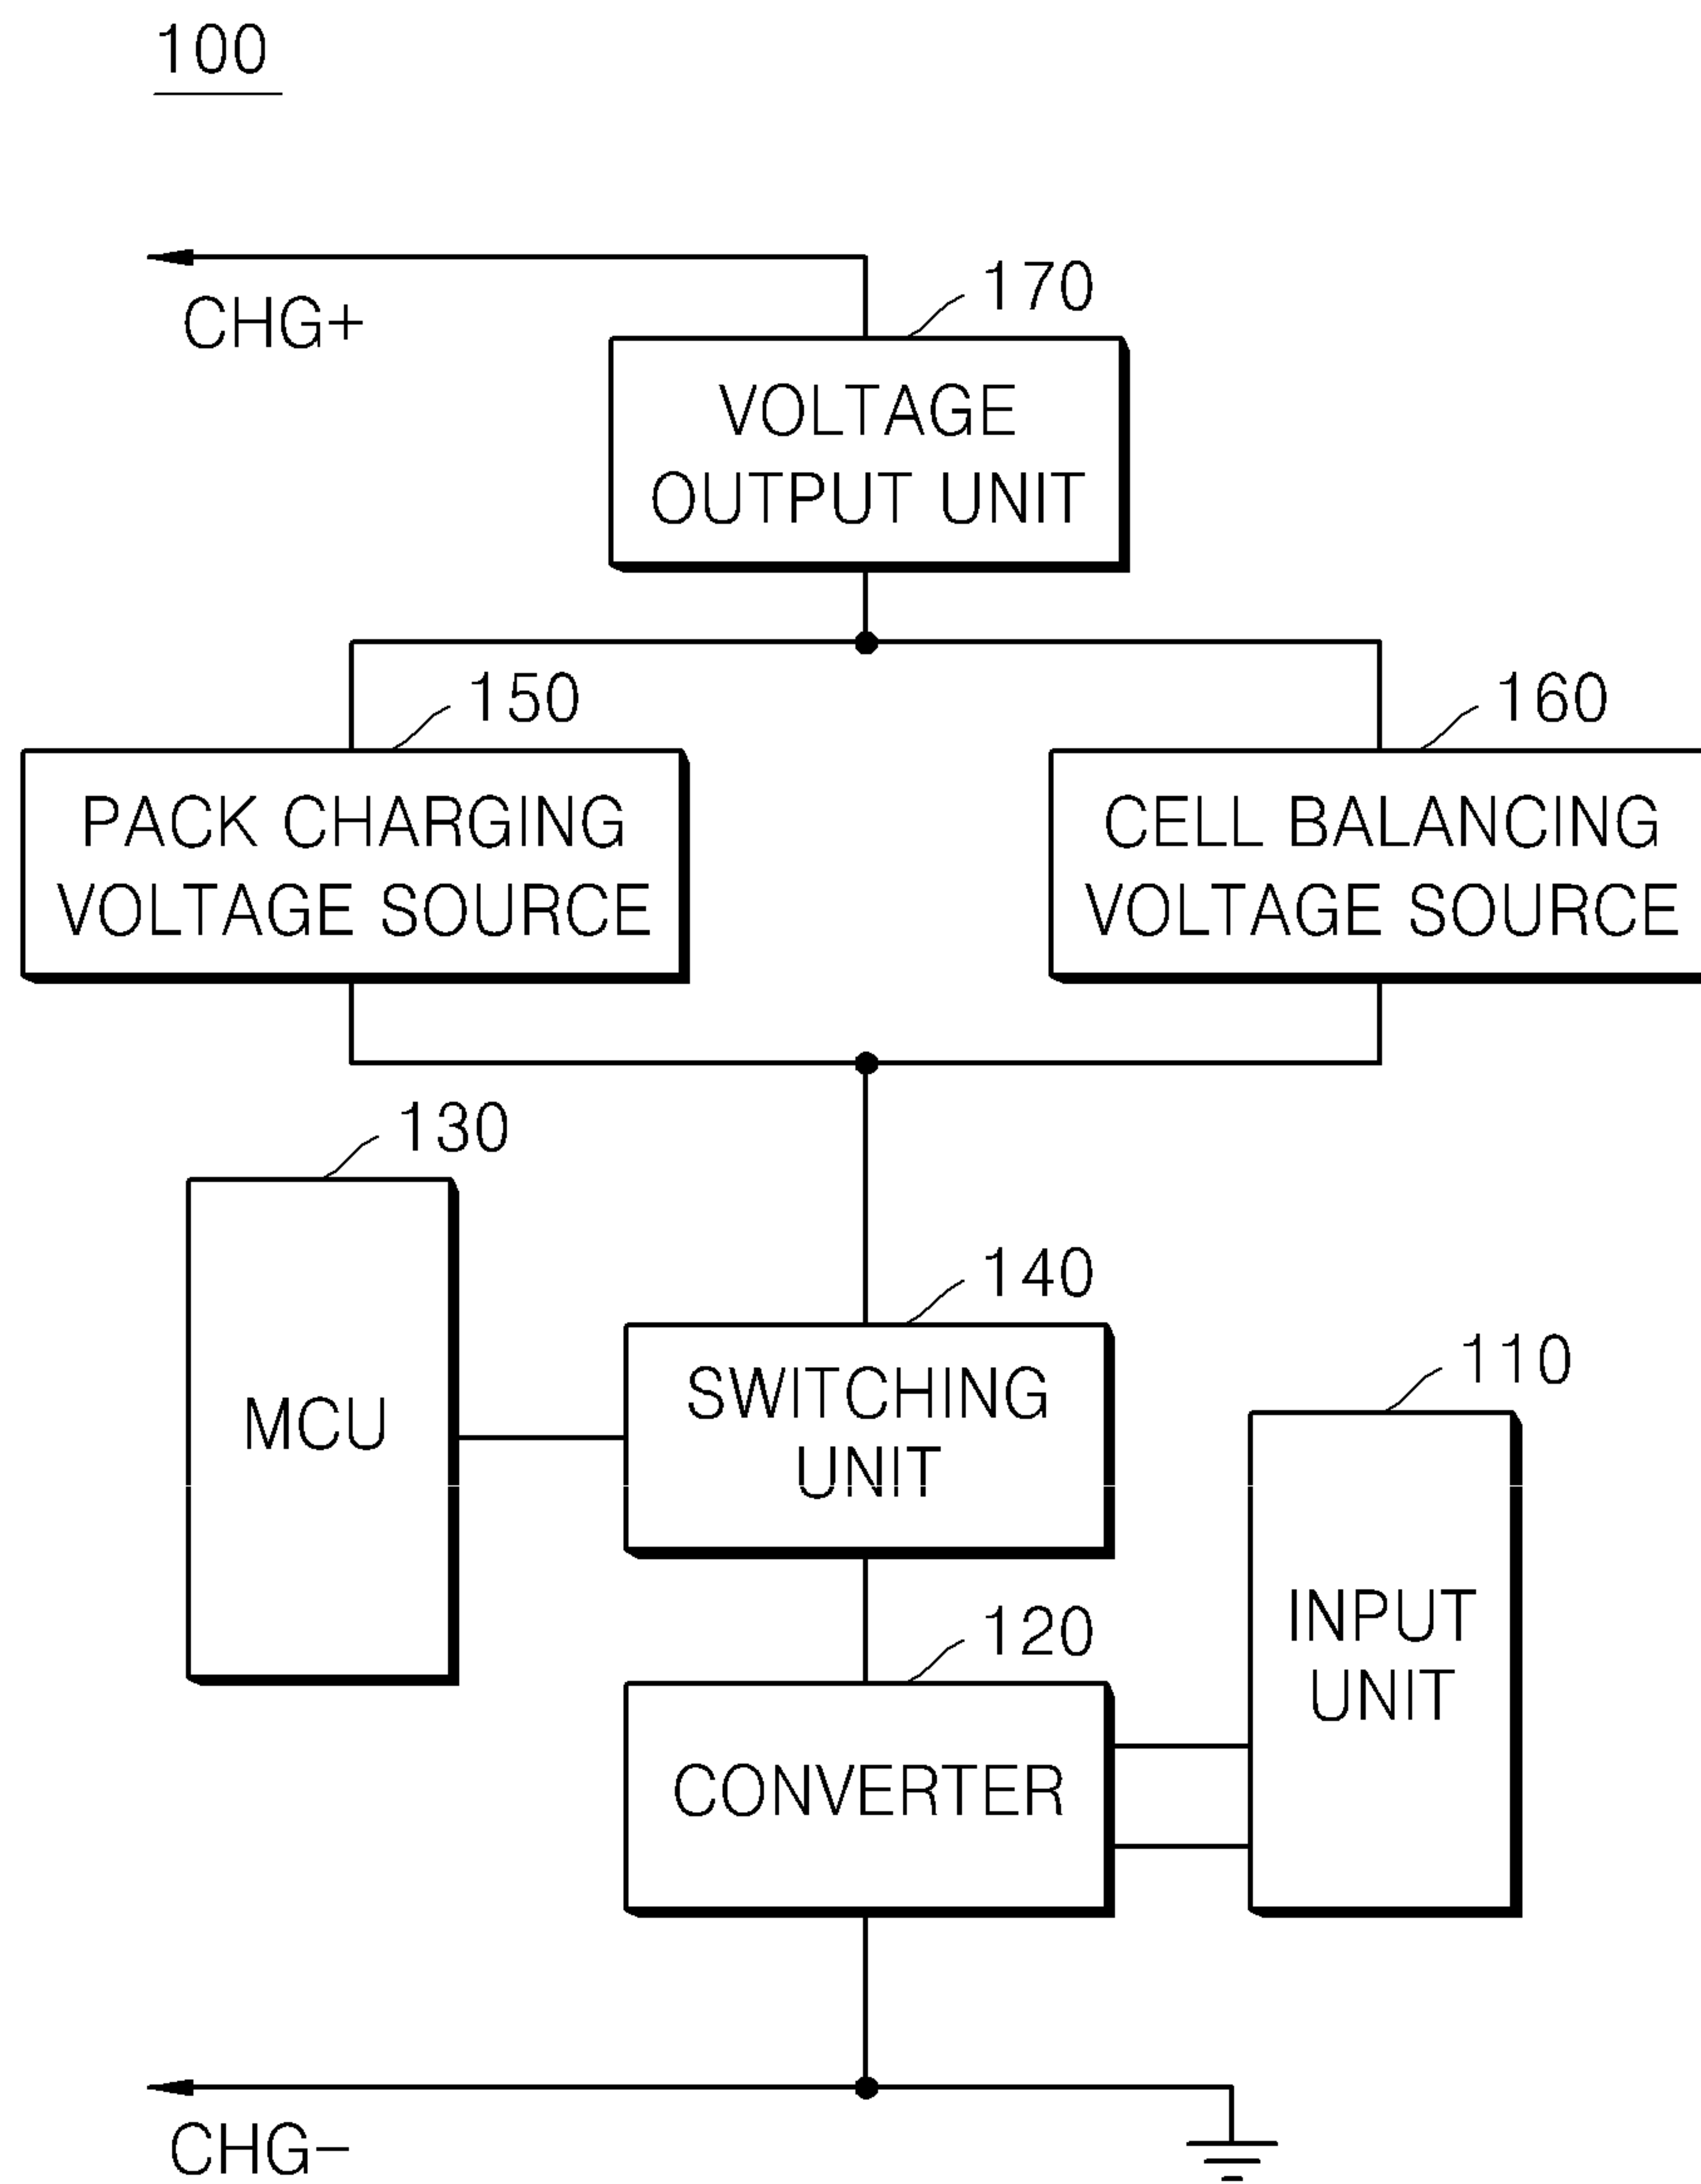 100
CHG+
170
VOLTAGE
OUTPUT UNIT
150
PACK CHARGING
VOLTAGE SOURCE
160
CELL BALANCING
VOLTAGE SOURCE
130
MCU
140
SWITCHING
UNIT
110
INPUT
UNIT
120
CONVERTER
CHG-